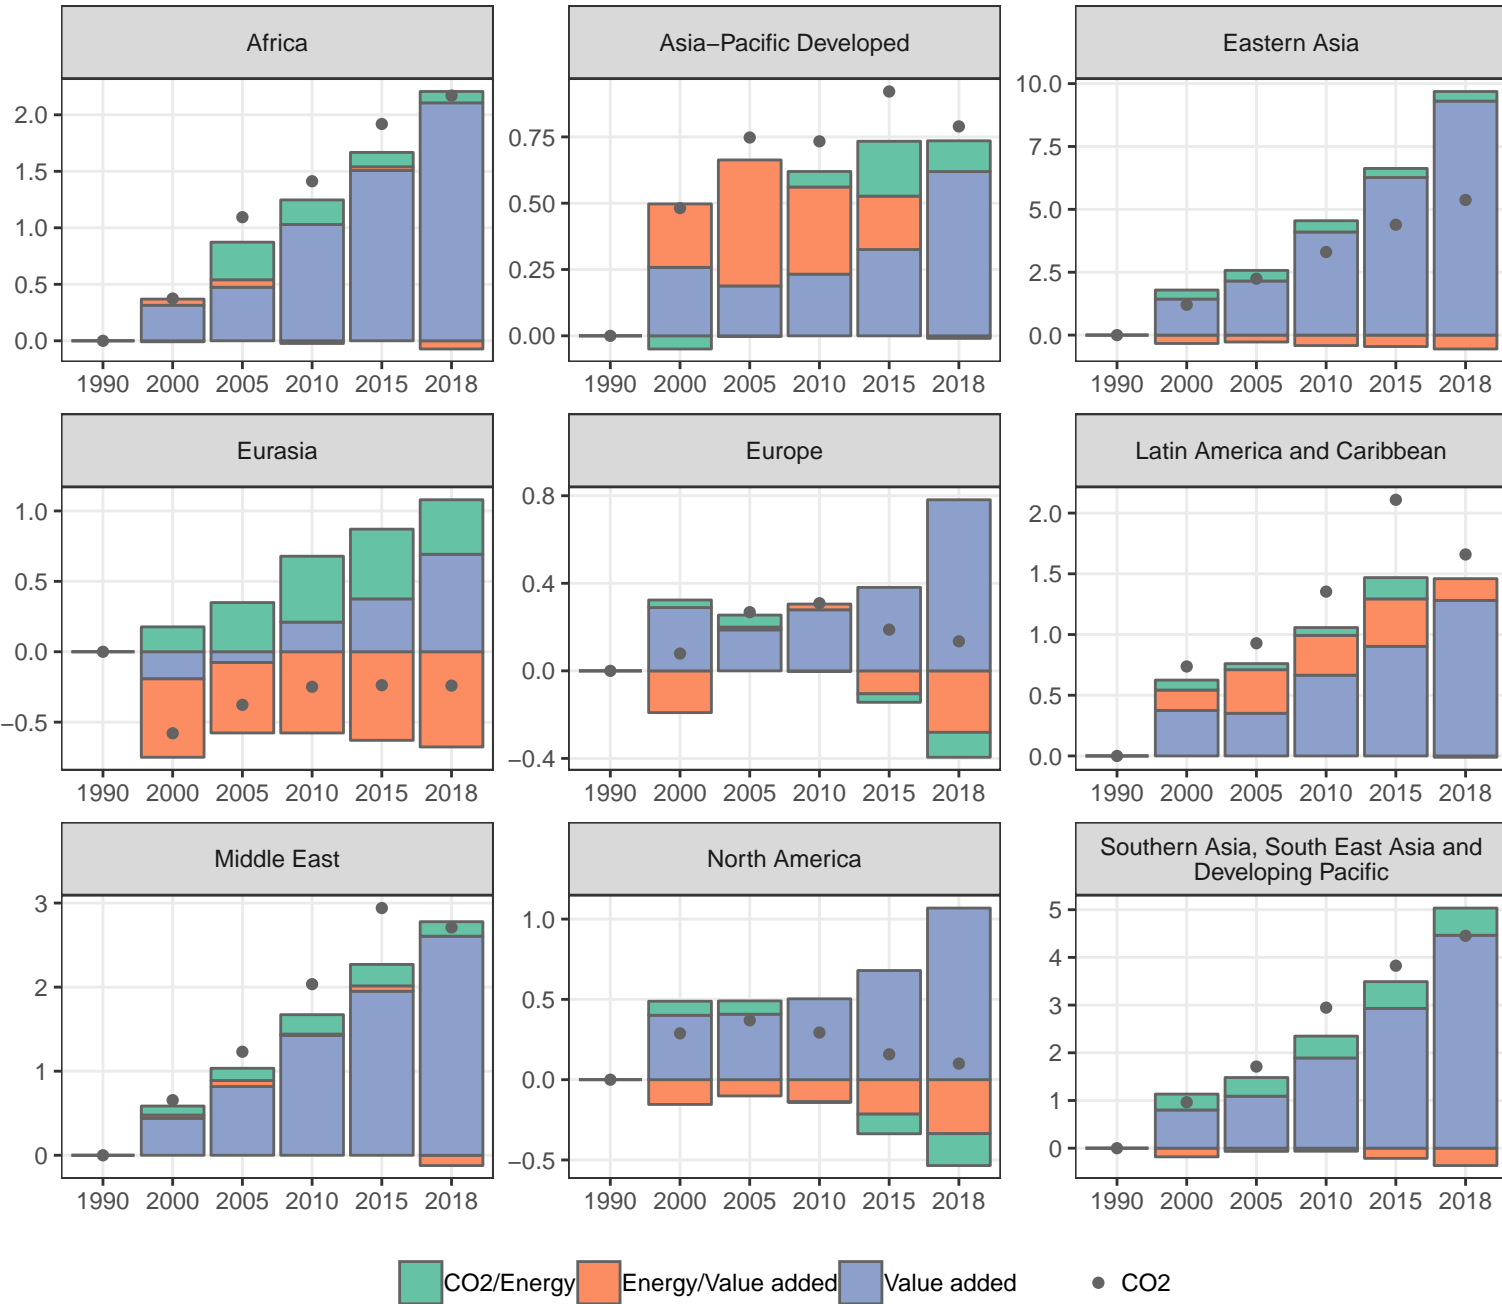 Africa
Asia−Pacific Developed
Eastern Asia
2.0
1.5
1.0
0.5
0.0
0.75
0.50
0.25
0.00
10.0
7.5
5.0
2.5
0.0
1990 2000 2005 2010 2015 2018
1990 2000 2005 2010 2015 2018
1990 2000 2005 2010 2015 2018
Eurasia
Europe
Latin America and Caribbean
1.0
0.5
0.0
−0.5
0.8
0.4
0.0
−0.4
2.0
1.5
1.0
0.5
0.0
1990 2000 2005 2010 2015 2018
1990 2000 2005 2010 2015 2018
1990 2000 2005 2010 2015 2018
Middle East
North America
Southern Asia, South East Asia and
Developing Pacific
3
2
1
0
1.0
0.5
0.0
−0.5
5
4
3
2
1
0
1990 2000 2005 2010 2015 2018
1990 2000 2005 2010 2015 2018
1990 2000 2005 2010 2015 2018
CO2/Energy Energy/Value added Value added CO2